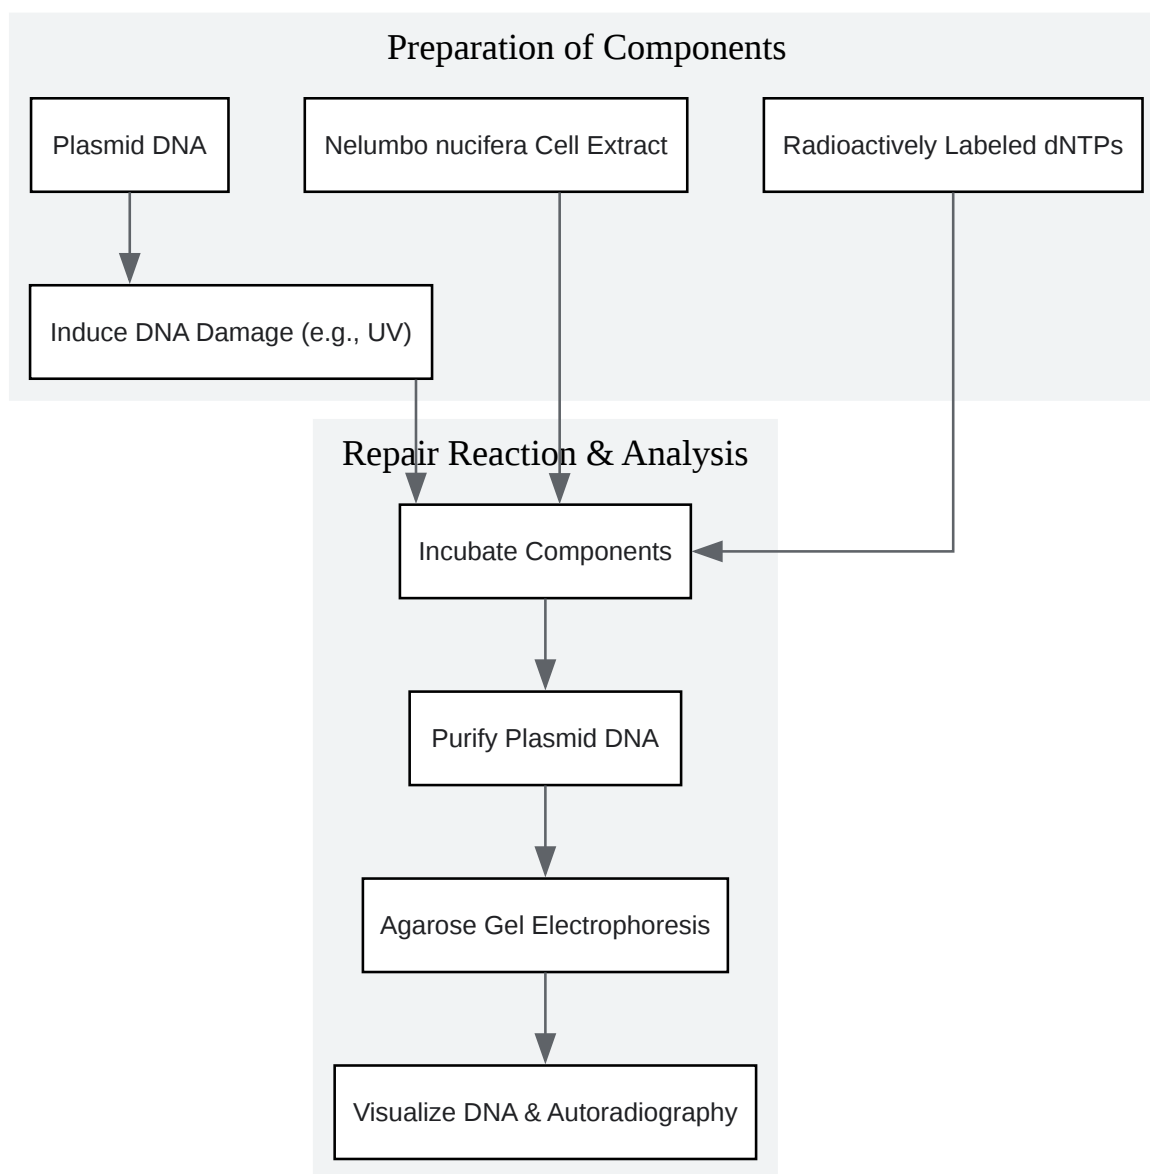 Preparation of Components
Plasmid DNA
Nelumbo nucifera Cell Extract
Radioactively Labeled dNTPs
Induce DNA Damage (e.g., UV)
Repair Reaction & Analysis
Incubate Components
Purify Plasmid DNA
Agarose Gel Electrophoresis
Visualize DNA & Autoradiography